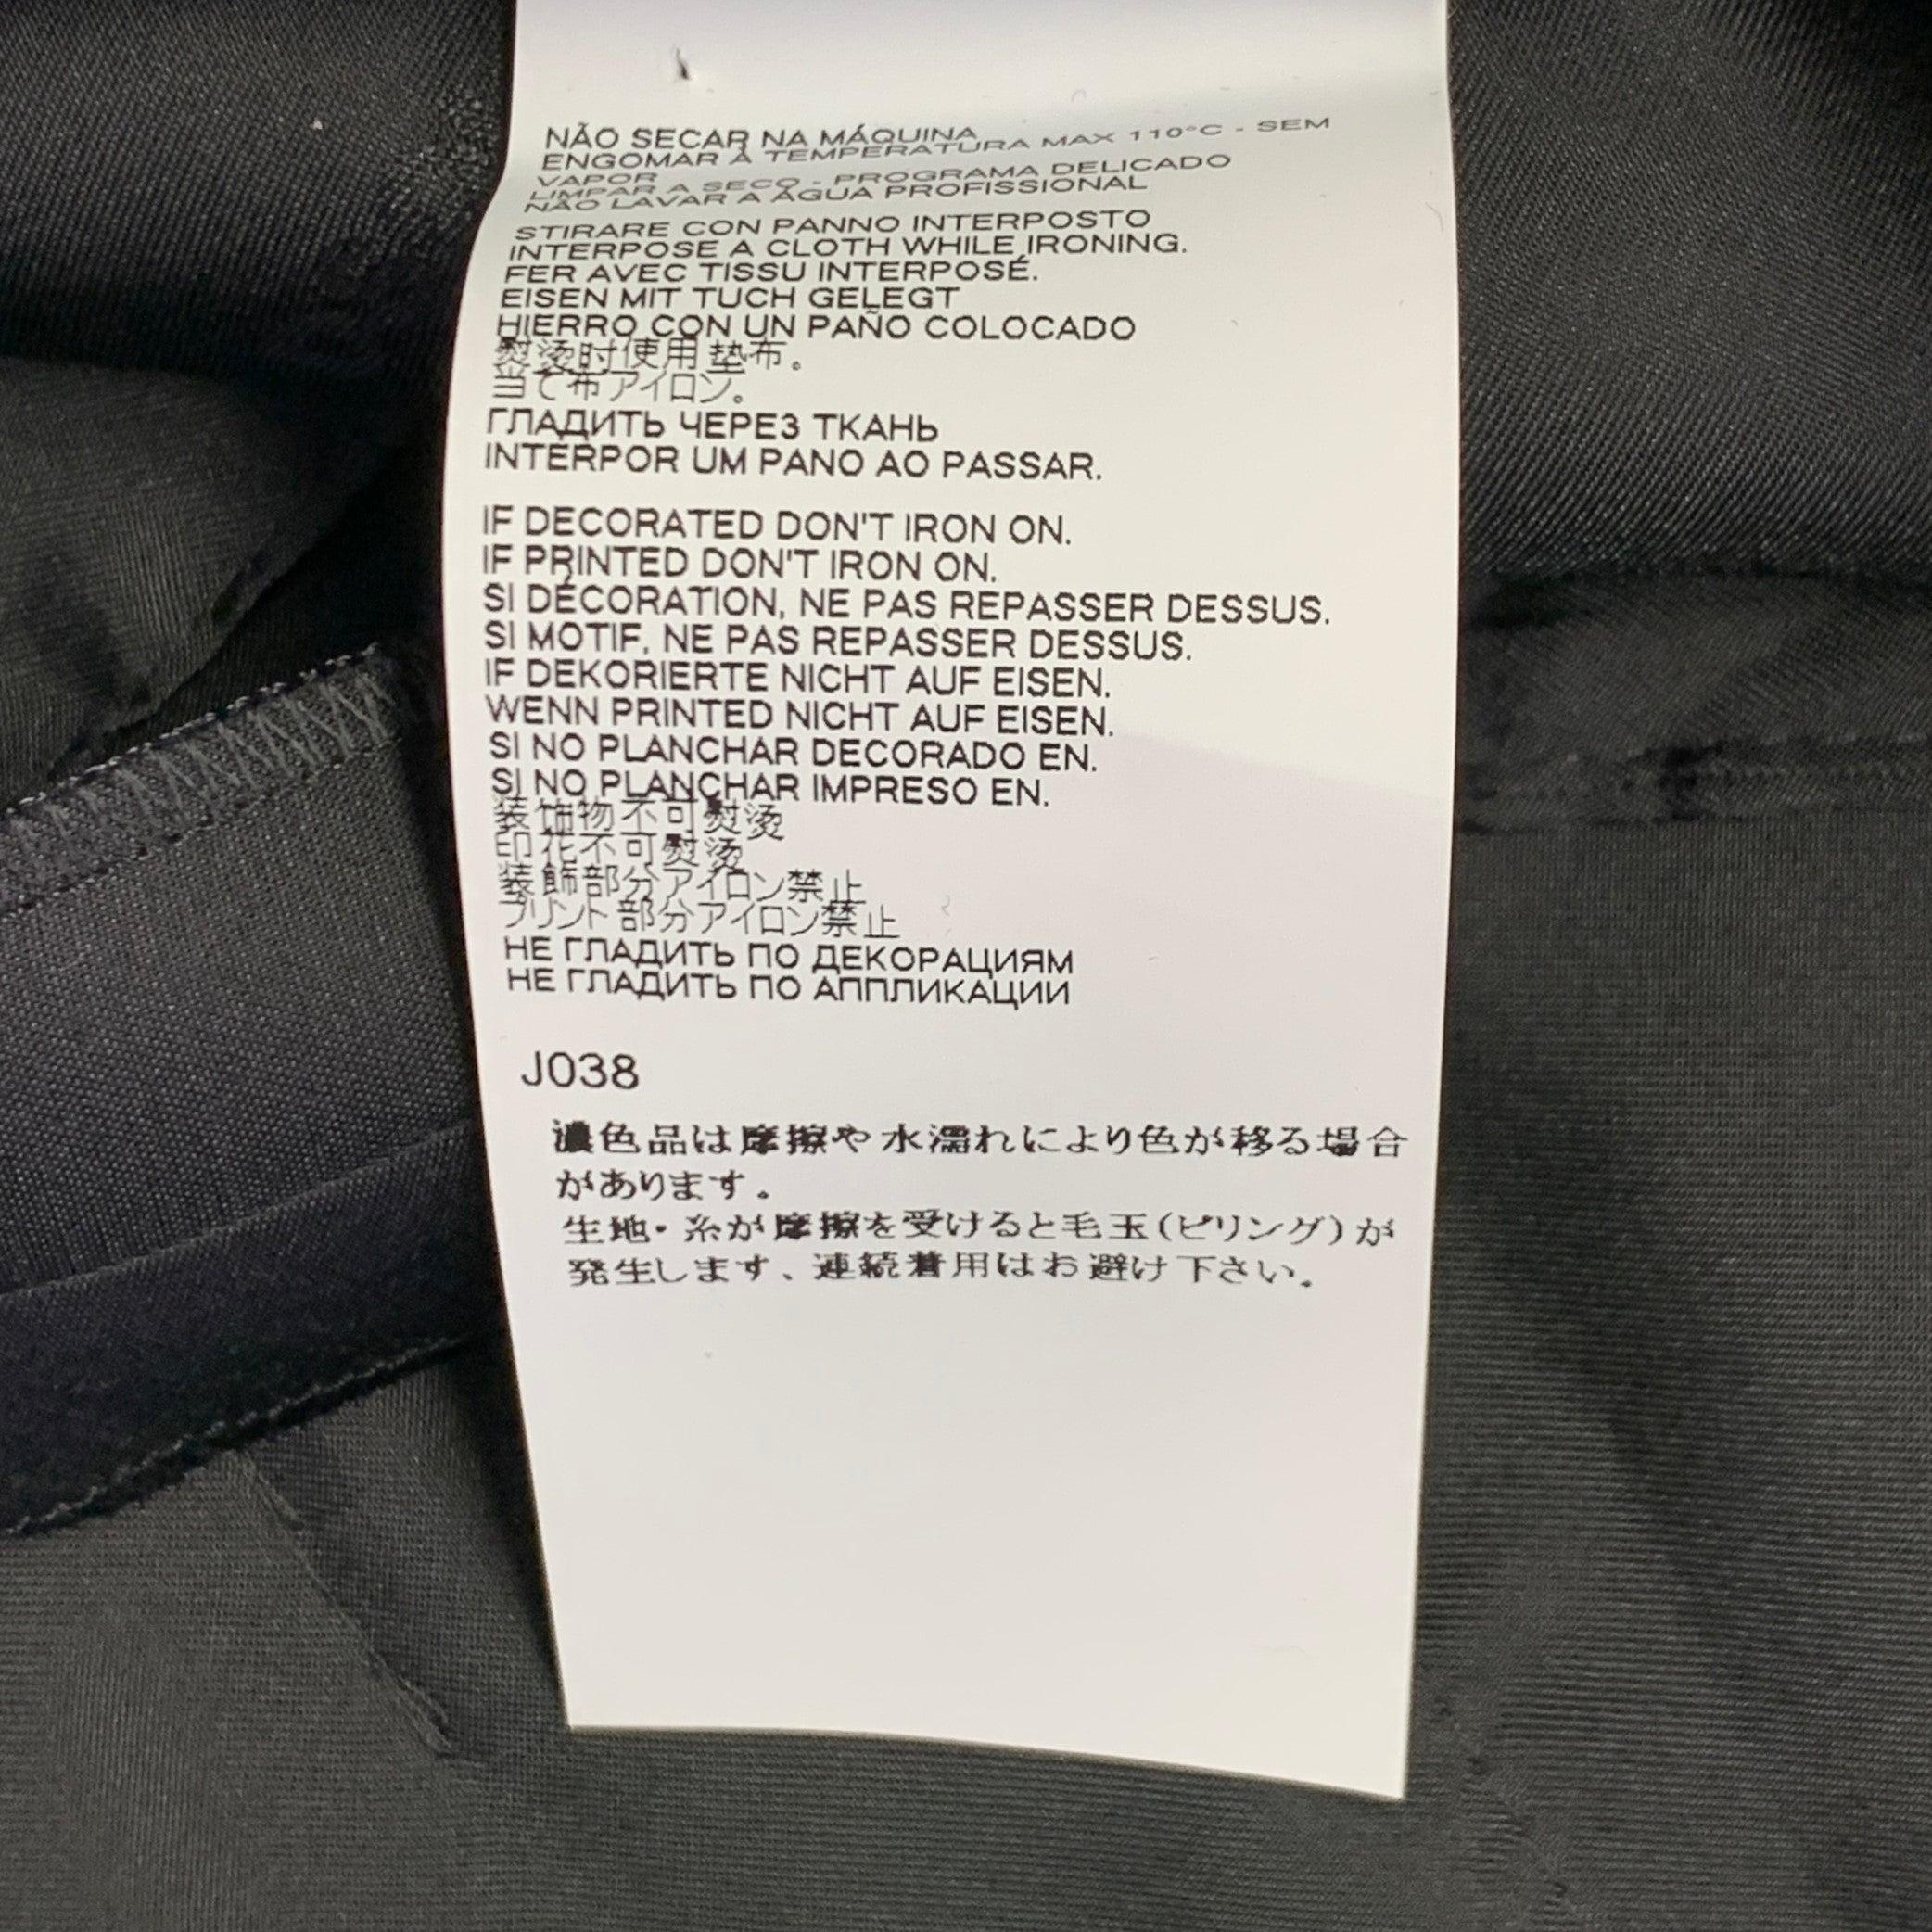 NÃO SECAR NA MÁQUINA
ENGOMAR À TEMPERATURA MAX 110°C - SEM
VAPOR
LIMPAR A SECO - PROGRAMA DELICADO
NÃO LAVAR A ÁGUA PROFISSIONAL
STIRARE CON PANNO INTERPOSTO
INTERPOSE A CLOTH WHILE IRONING.
FER AVEC TISSU INTERPOSÉ.
EISEN MIT TUCH GELEGT
HIERRO CON UN PAÑO COLOCADO
熨烫时使用垫布。
当て布アイロン。
ГЛАДИТЬ ЧЕРЕЗ ТКАНЬ
INTERPOR UM PANO AO PASSAR.
IF DECORATED DON'T IRON ON.
IF PRINTED DON'T IRON ON.
SI DÉCORATION, NE PAS REPASSER DESSUS.
SI MOTIF, NE PAS REPASSER DESSUS.
IF DEKORIERTE NICHT AUF EISEN.
WENN PRINTED NICHT AUF EISEN.
SI NO PLANCHAR DECORADO EN.
SI NO PLANCHAR IMPRESO EN.
装饰物不可熨烫
印花不可熨烫
装飾部分アイロン禁止
プリント部分アイロン禁止
НЕ ГЛАДИТЬ ПО ДЕКОРАЦИЯМ
НЕ ГЛАДИТЬ ПО АППЛИКАЦИИ
J038
濃色品は摩擦や水濡れにより色が移る場合
があります。
生地・糸が摩擦を受けると毛玉(ピリング)が
発生します、連続着用はお避け下さい。